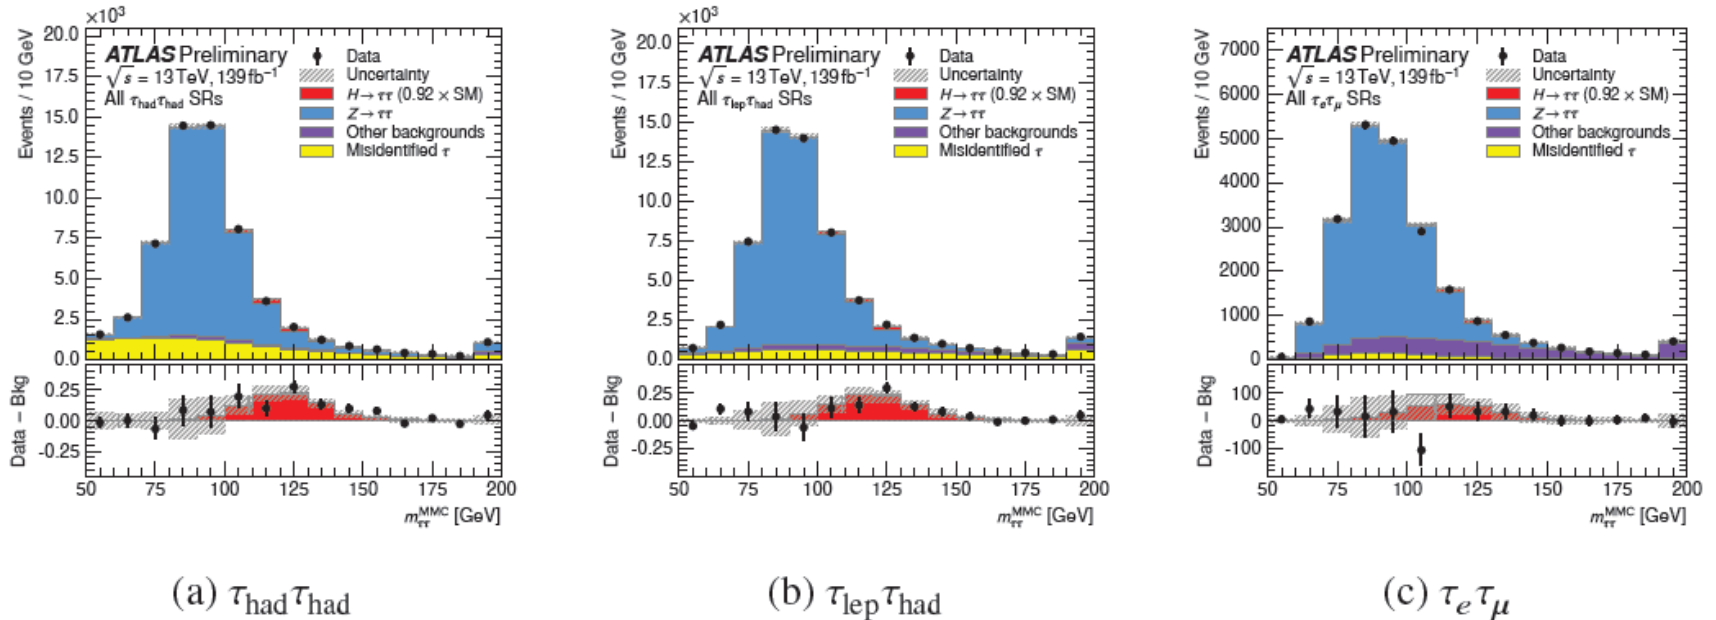 ×10³
20.0
17.5
15.0
12.5
10.0
7.5
5.0
2.5
0.0
Events / 10 GeV
ATLAS Preliminary
√s = 13 TeV, 139 fb⁻¹
All τhadτhad SRs
Data
Uncertainty
H→ττ (0.92 × SM)
Z→ττ
Other backgrounds
Misidentified τ
Data − Bkg
0.25
0.00
-0.25
50 75 100 125 150 175 200
mττMMC [GeV]
(a) τhadτhad
×10³
20.0
17.5
15.0
12.5
10.0
7.5
5.0
2.5
0.0
Events / 10 GeV
ATLAS Preliminary
√s = 13 TeV, 139 fb⁻¹
All τlepτhad SRs
Data
Uncertainty
H→ττ (0.92 × SM)
Z→ττ
Other backgrounds
Misidentified τ
Data − Bkg
0.25
0.00
-0.25
50 75 100 125 150 175 200
mττMMC [GeV]
(b) τlepτhad
7000
6000
5000
4000
3000
2000
1000
0
Events / 10 GeV
ATLAS Preliminary
√s = 13 TeV, 139 fb⁻¹
All τeτμ SRs
Data
Uncertainty
H→ττ (0.92 × SM)
Z→ττ
Other backgrounds
Misidentified τ
Data − Bkg
100
0
-100
50 75 100 125 150 175 200
mττMMC [GeV]
(c) τeτμ